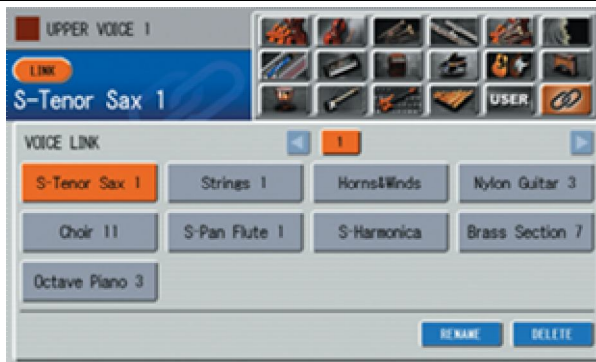 UPPER VOICE 1
LINK
S-Tenor Sax 1
USER
VOICE LINK
1
S-Tenor Sax 1
Strings 1
Horns&Winds
Nylon Guitar 3
Choir 11
S-Pan Flute 1
S-Harmonica
Brass Section 7
Octave Piano 3
RENAME
DELETE